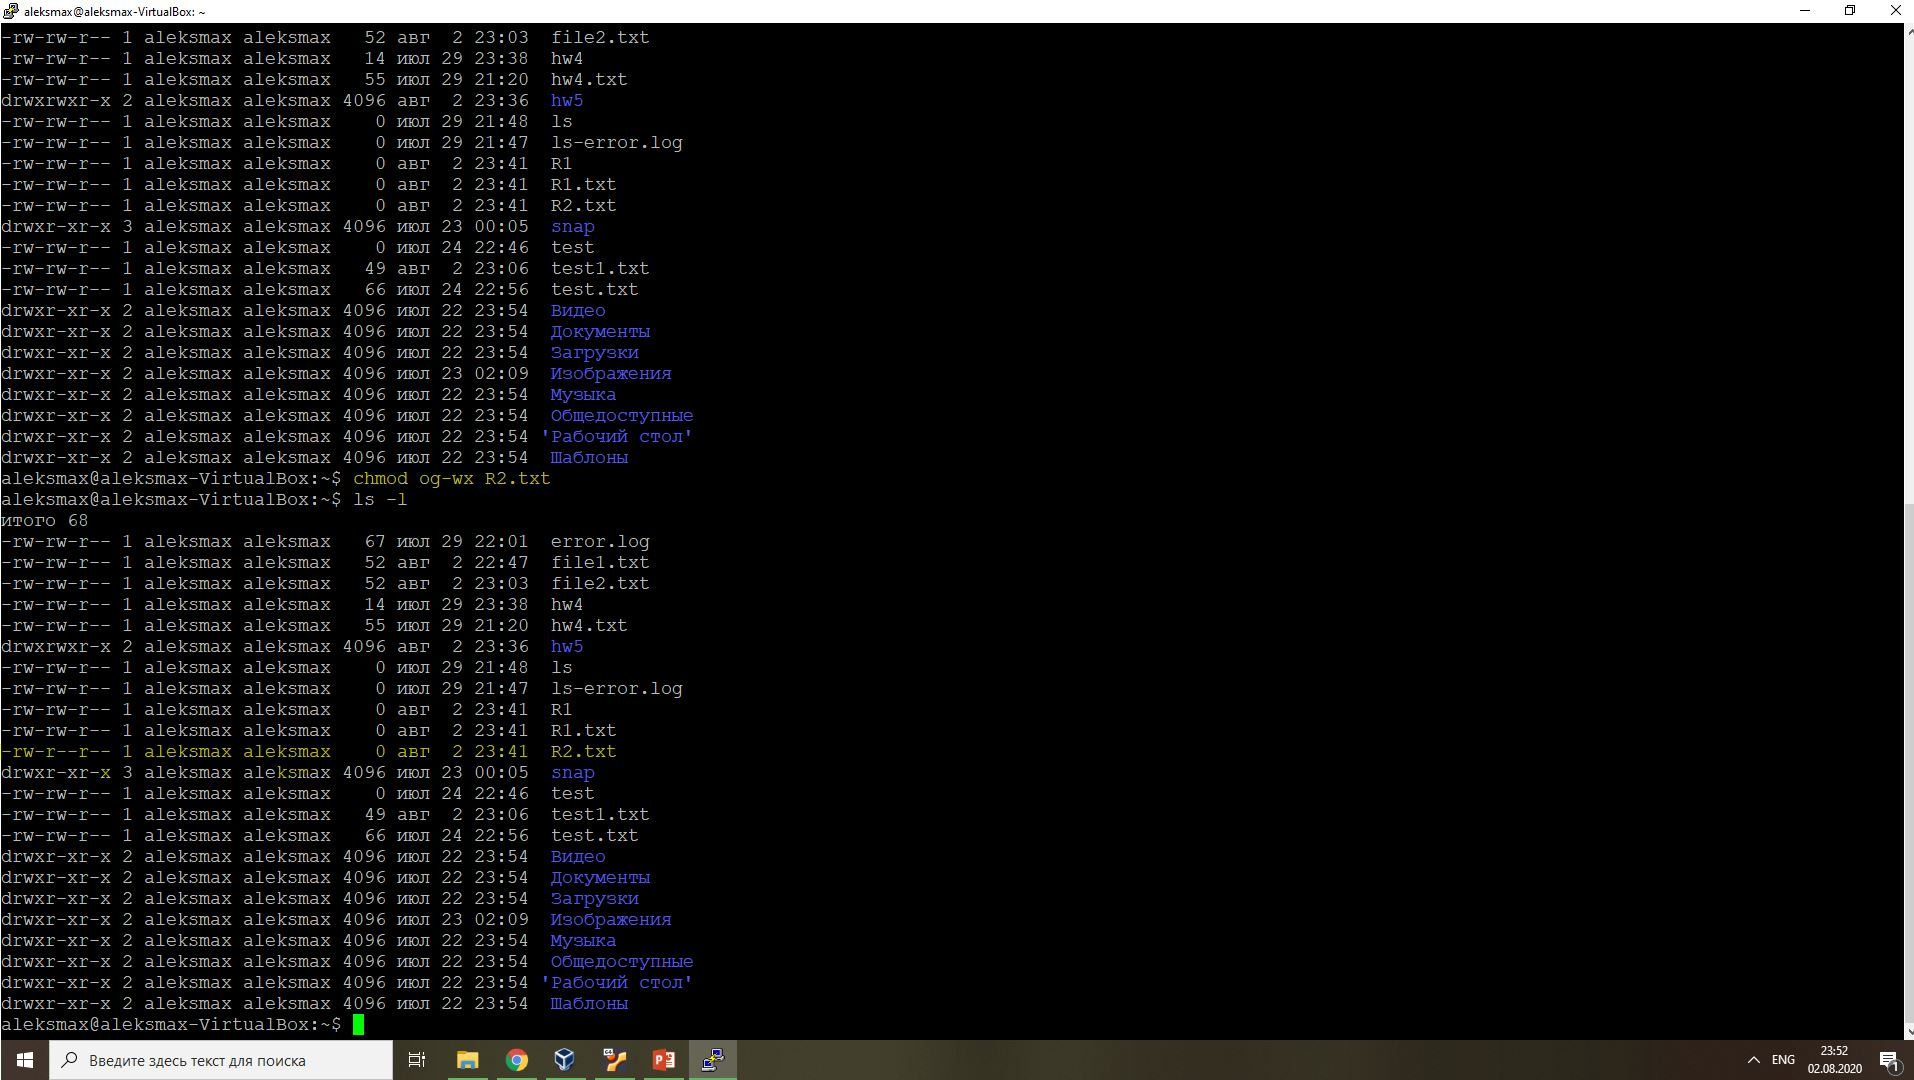 aleksmax@aleksmax-VirtualBox: ~
-rw-rw-r-- 1 aleksmax aleksmax   52 авг  2 23:03  file2.txt
-rw-rw-r-- 1 aleksmax aleksmax   14 июл 29 23:38  hw4
-rw-rw-r-- 1 aleksmax aleksmax   55 июл 29 21:20  hw4.txt
drwxrwxr-x 2 aleksmax aleksmax 4096 авг  2 23:36  hw5
-rw-rw-r-- 1 aleksmax aleksmax    0 июл 29 21:48  ls
-rw-rw-r-- 1 aleksmax aleksmax    0 июл 29 21:47  ls-error.log
-rw-rw-r-- 1 aleksmax aleksmax    0 авг  2 23:41  R1
-rw-rw-r-- 1 aleksmax aleksmax    0 авг  2 23:41  R1.txt
-rw-rw-r-- 1 aleksmax aleksmax    0 авг  2 23:41  R2.txt
drwxr-xr-x 3 aleksmax aleksmax 4096 июл 23 00:05  snap
-rw-rw-r-- 1 aleksmax aleksmax    0 июл 24 22:46  test
-rw-rw-r-- 1 aleksmax aleksmax   49 авг  2 23:06  test1.txt
-rw-rw-r-- 1 aleksmax aleksmax   66 июл 24 22:56  test.txt
drwxr-xr-x 2 aleksmax aleksmax 4096 июл 22 23:54  Видео
drwxr-xr-x 2 aleksmax aleksmax 4096 июл 22 23:54  Документы
drwxr-xr-x 2 aleksmax aleksmax 4096 июл 22 23:54  Загрузки
drwxr-xr-x 2 aleksmax aleksmax 4096 июл 23 02:09  Изображения
drwxr-xr-x 2 aleksmax aleksmax 4096 июл 22 23:54  Музыка
drwxr-xr-x 2 aleksmax aleksmax 4096 июл 22 23:54  Общедоступные
drwxr-xr-x 2 aleksmax aleksmax 4096 июл 22 23:54 'Рабочий стол'
drwxr-xr-x 2 aleksmax aleksmax 4096 июл 22 23:54  Шаблоны
aleksmax@aleksmax-VirtualBox:~$ chmod og-wx R2.txt
aleksmax@aleksmax-VirtualBox:~$ ls -l
итого 68
-rw-rw-r-- 1 aleksmax aleksmax   67 июл 29 22:01  error.log
-rw-rw-r-- 1 aleksmax aleksmax   52 авг  2 22:47  file1.txt
-rw-rw-r-- 1 aleksmax aleksmax   52 авг  2 23:03  file2.txt
-rw-rw-r-- 1 aleksmax aleksmax   14 июл 29 23:38  hw4
-rw-rw-r-- 1 aleksmax aleksmax   55 июл 29 21:20  hw4.txt
drwxrwxr-x 2 aleksmax aleksmax 4096 авг  2 23:36  hw5
-rw-rw-r-- 1 aleksmax aleksmax    0 июл 29 21:48  ls
-rw-rw-r-- 1 aleksmax aleksmax    0 июл 29 21:47  ls-error.log
-rw-rw-r-- 1 aleksmax aleksmax    0 авг  2 23:41  R1
-rw-rw-r-- 1 aleksmax aleksmax    0 авг  2 23:41  R1.txt
-rw-r--r-- 1 aleksmax aleksmax    0 авг  2 23:41  R2.txt
drwxr-xr-x 3 aleksmax aleksmax 4096 июл 23 00:05  snap
-rw-rw-r-- 1 aleksmax aleksmax    0 июл 24 22:46  test
-rw-rw-r-- 1 aleksmax aleksmax   49 авг  2 23:06  test1.txt
-rw-rw-r-- 1 aleksmax aleksmax   66 июл 24 22:56  test.txt
drwxr-xr-x 2 aleksmax aleksmax 4096 июл 22 23:54  Видео
drwxr-xr-x 2 aleksmax aleksmax 4096 июл 22 23:54  Документы
drwxr-xr-x 2 aleksmax aleksmax 4096 июл 22 23:54  Загрузки
drwxr-xr-x 2 aleksmax aleksmax 4096 июл 23 02:09  Изображения
drwxr-xr-x 2 aleksmax aleksmax 4096 июл 22 23:54  Музыка
drwxr-xr-x 2 aleksmax aleksmax 4096 июл 22 23:54  Общедоступные
drwxr-xr-x 2 aleksmax aleksmax 4096 июл 22 23:54 'Рабочий стол'
drwxr-xr-x 2 aleksmax aleksmax 4096 июл 22 23:54  Шаблоны
aleksmax@aleksmax-VirtualBox:~$
Введите здесь текст для поиска
ENG
23:52
02.08.2020
1